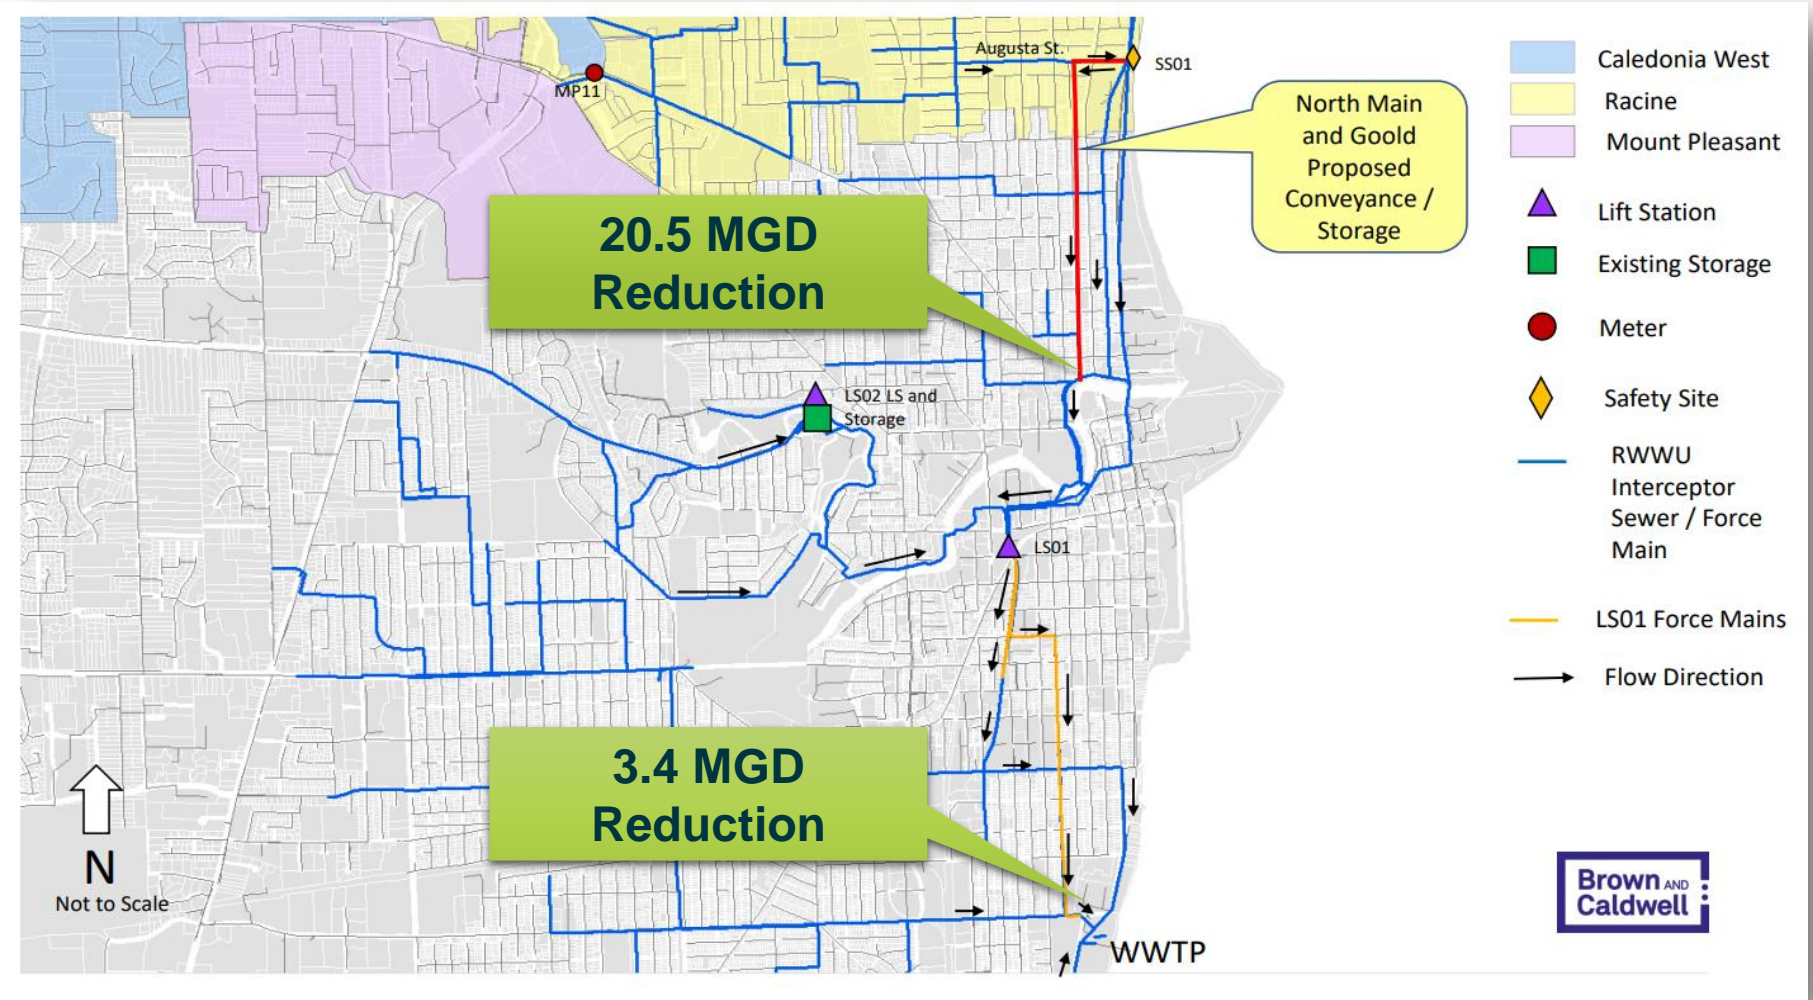 Augusta St.
SS01
MP11
North Main
and Goold
Proposed
Conveyance /
Storage
20.5 MGD
Reduction
LS02 LS and
Storage
LS01
3.4 MGD
Reduction
WWTP
N
Not to Scale
Caledonia West
Racine
Mount Pleasant
Lift Station
Existing Storage
Meter
Safety Site
RWWU
Interceptor
Sewer / Force
Main
LS01 Force Mains
Flow Direction
Brown AND
Caldwell